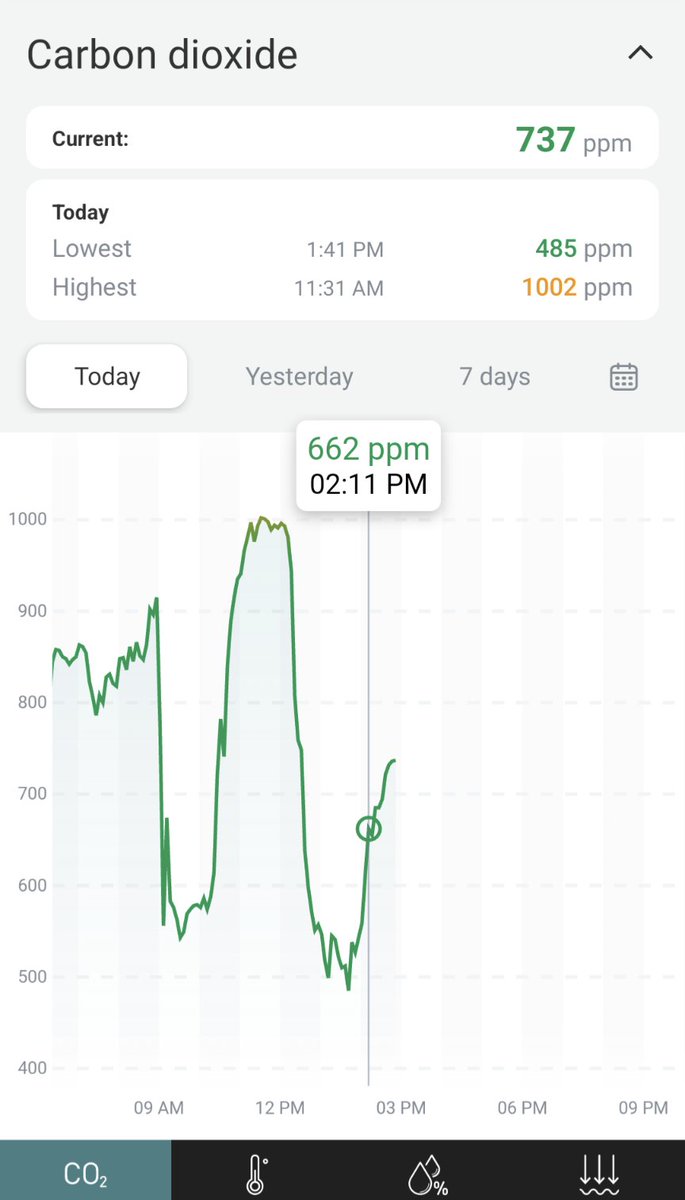 Carbon dioxide
Current: 737 ppm
Today
Lowest 1:41 PM 485 ppm
Highest 11:31 AM 1002 ppm
Today Yesterday 7 days
662 ppm
02:11 PM
1000
900
800
700
600
500
400
09 AM 12 PM 03 PM 06 PM 09 PM
CO₂ ° %